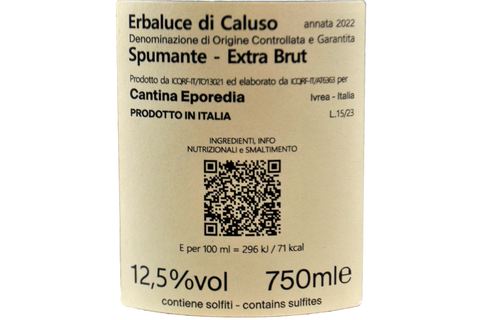 Erbaluce di Caluso annata 2022
Denominazione di Origine Controllata e Garantita
Spumante - Extra Brut
Prodotto da ICQRF-IT/TO13021 ed elaborato da ICQRF-IT/AT6363 per
Cantina Eporedia Ivrea - Italia
PRODOTTO IN ITALIA L.15/23
INGREDIENTI, INFO
NUTRIZIONALI e SMALTIMENTO
E per 100 ml = 296 kJ / 71 kcal
12,5%vol 750ml℮
contiene solfiti - contains sulfites